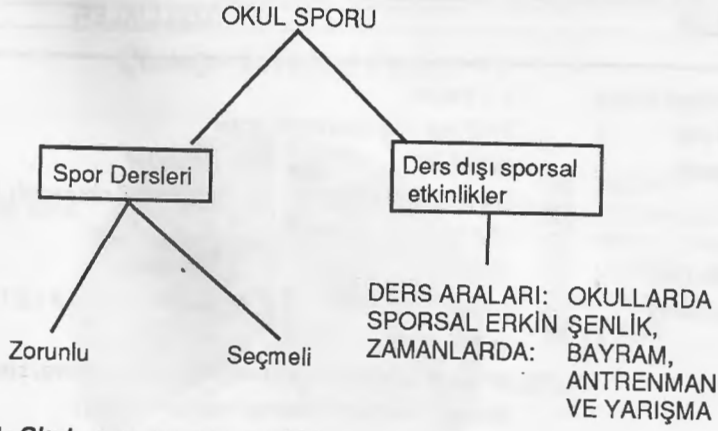 OKUL SPORU
Spor Dersleri
Ders dışı sporsal
etkinlikler
Zorunlu
Seçmeli
DERS ARALARI: OKULLARDA
SPORSAL ERKİN ŞENLİK,
ZAMANLARDA: BAYRAM,
ANTRENMAN
VE YARIŞMA